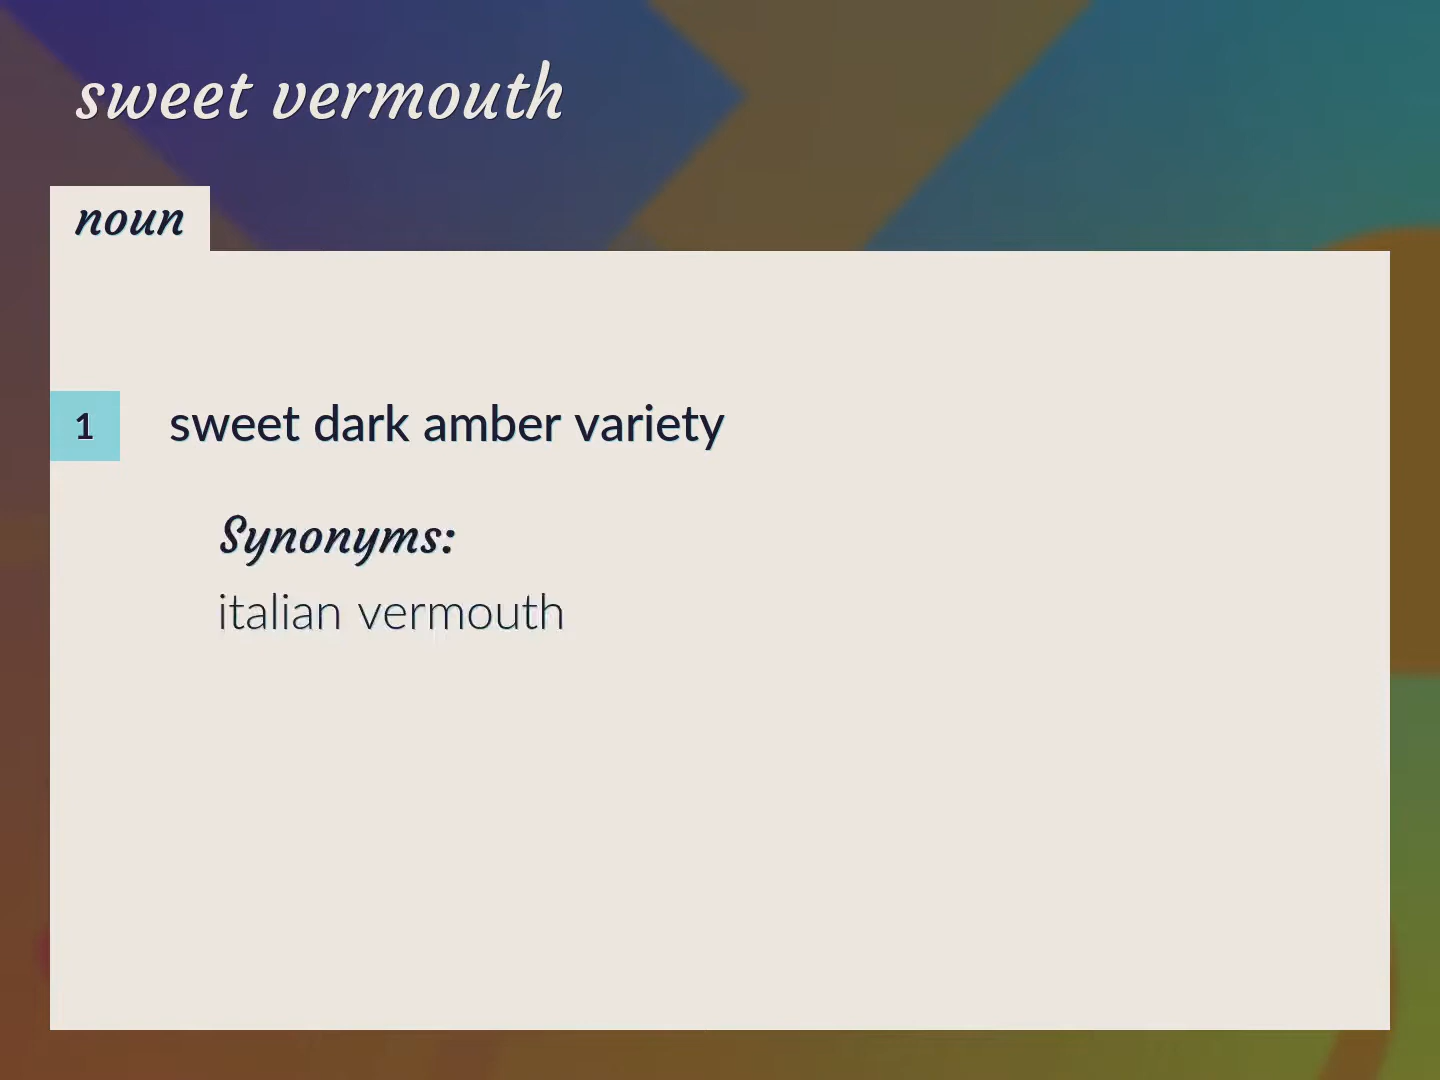 sweet vermouth
noun
1
sweet dark amber variety
Synonyms:
italian vermouth